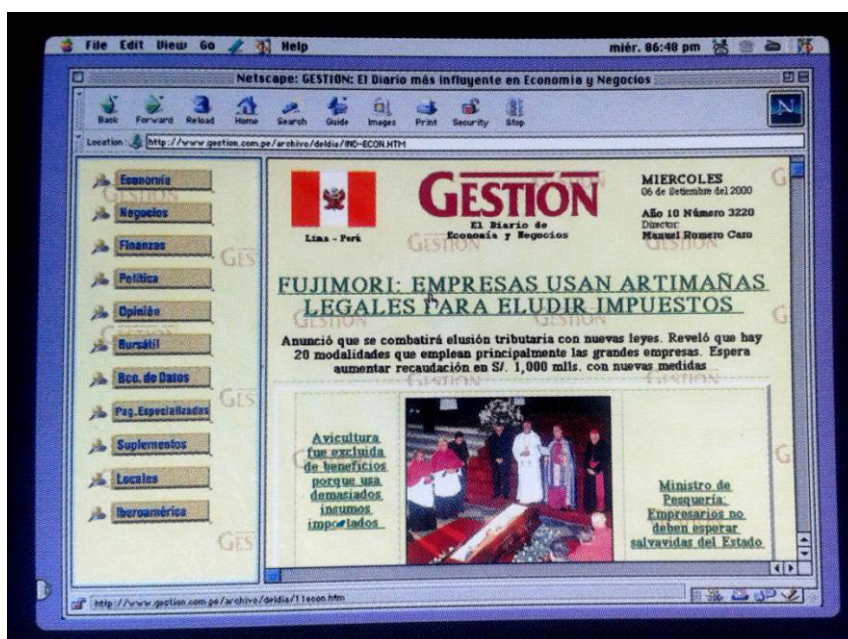 File Edit View Go Help
miér. 06:48 pm
Netscape: GESTION: El Diario más influyente en Economía y Negocios
Back Forward Reload Home Search Guide Images Print Security Stop
N
Location: http://www.gestion.com.pe/archivo/deldia/IND-ECON.HTM
Economía
Negocios
Finanzas
Política
Opinión
Bursátil
Bco. de Datos
Pag. Especializadas
Suplementos
Locales
Iberoamérica
Lima - Perú
GESTIÓN
El Diario de
Economía y Negocios
MIERCOLES
06 de Setiembre del 2000
Año 10 Número 3220
Director:
Manuel Romero Caro
FUJIMORI: EMPRESAS USAN ARTIMAÑAS
LEGALES PARA ELUDIR IMPUESTOS
Anunció que se combatirá elusión tributaria con nuevas leyes. Reveló que hay
20 modalidades que emplean principalmente las grandes empresas. Espera
aumentar recaudación en S/. 1,000 mlls. con nuevas medidas
Avicultura
fue excluida
de beneficios
porque usa
demasiados
insumos
importados
Ministro de
Pesquería:
Empresarios no
deben esperar
salvavidas del Estado
http://www.gestion.com.pe/archivo/deldia/11econ.htm